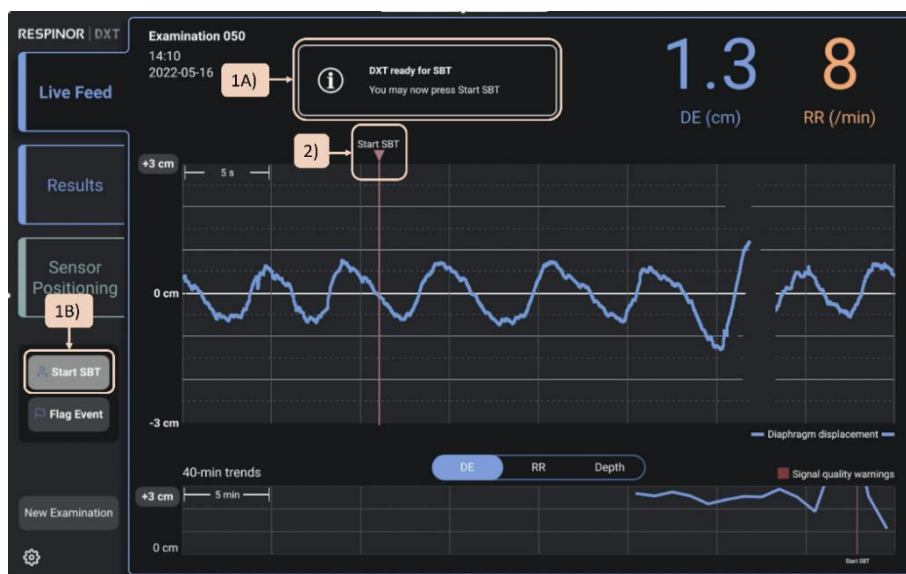 RESPINOR | DXT
Examination 050
14:10
2022-05-16
1A)
DXT ready for SBT
You may now press Start SBT
1.3
DE (cm)
8
RR (/min)
Live Feed
2)
Start SBT
+3 cm
5 s
Results
Sensor
Positioning
0 cm
1B)
Start SBT
Flag Event
-3 cm
Diaphragm displacement
40-min trends
DE
RR
Depth
Signal quality warnings
+3 cm
5 min
New Examination
0 cm
Start SBT